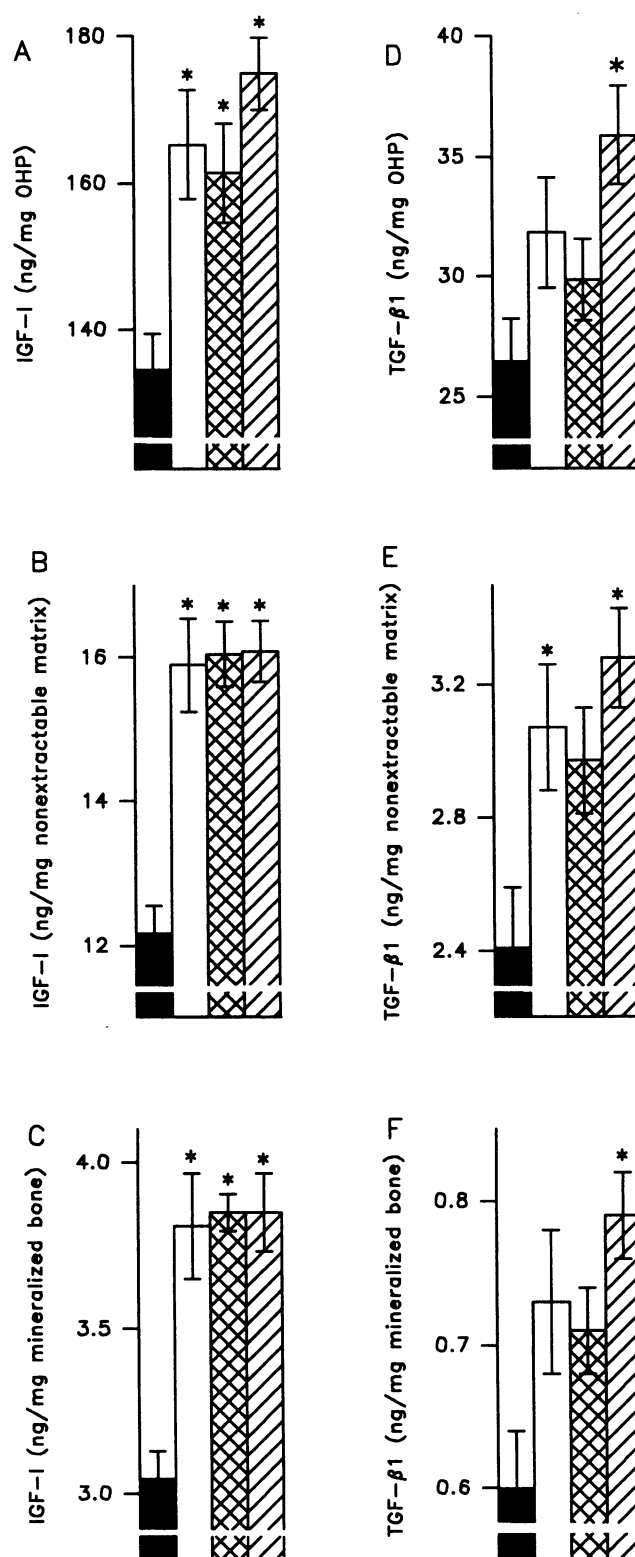 A
IGF-I (ng/mg OHP)
180
160
140
*
*
*
B
IGF-I (ng/mg nonextractable matrix)
16
14
12
*
*
*
C
IGF-I (ng/mg mineralized bone)
4.0
3.5
3.0
*
*
*
D
TGF-β1 (ng/mg OHP)
40
35
30
25
*
E
TGF-β1 (ng/mg nonextractable matrix)
3.2
2.8
2.4
*
*
F
TGF-β1 (ng/mg mineralized bone)
0.8
0.7
0.6
*